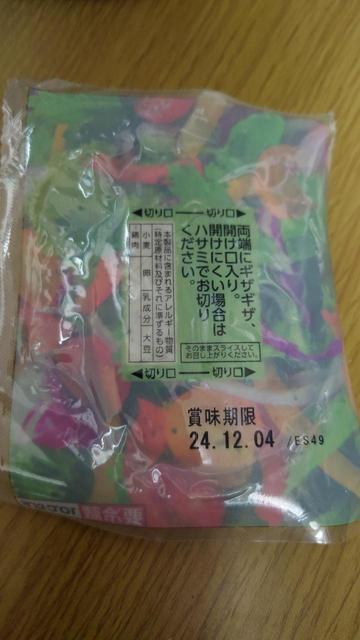 ◀切り口 切り口▶
両端にギザギザ、
開け口入り。
開けにくい場合は
ハサミでお切り
ください。
そのままスライスして
お召し上がりください。
本製品に含まれるアレルギー物質
(特定原材料及びそれに準ずるもの)
小麦 卵 乳成分 大豆
鶏肉
◀切り口 切り口▶
賞味期限
24.12.04 /ES49